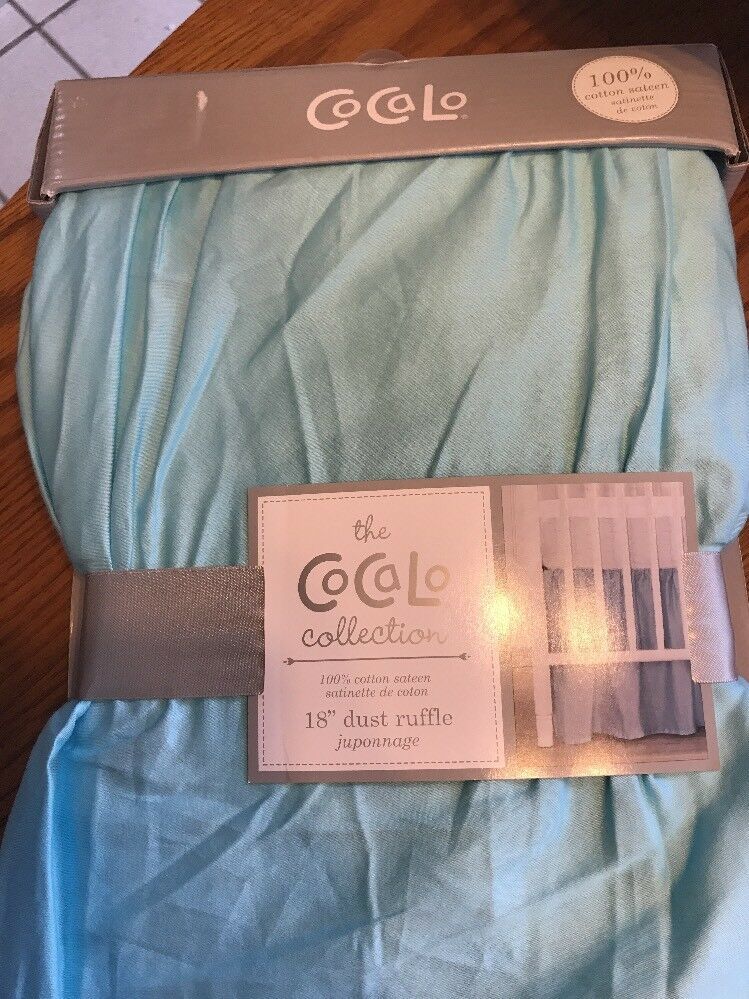 CoCaLo®
100%
cotton sateen
satinette
de coton
the
CoCaLo
collection
100% cotton sateen
satinette de coton
18" dust ruffle
juponnage